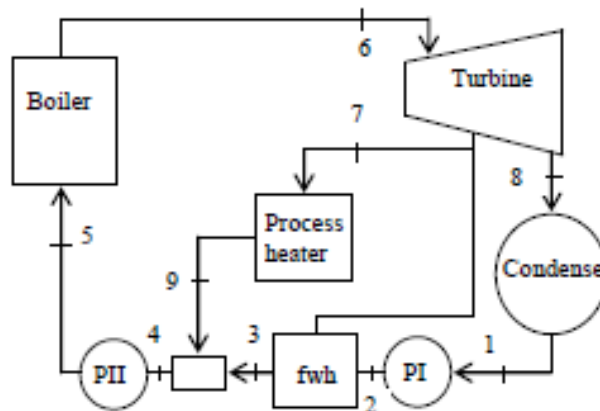 6
Turbine
Boiler
7
8
Process
heater
5
Condense
9
4
3
1
PII
fwh
2
PI